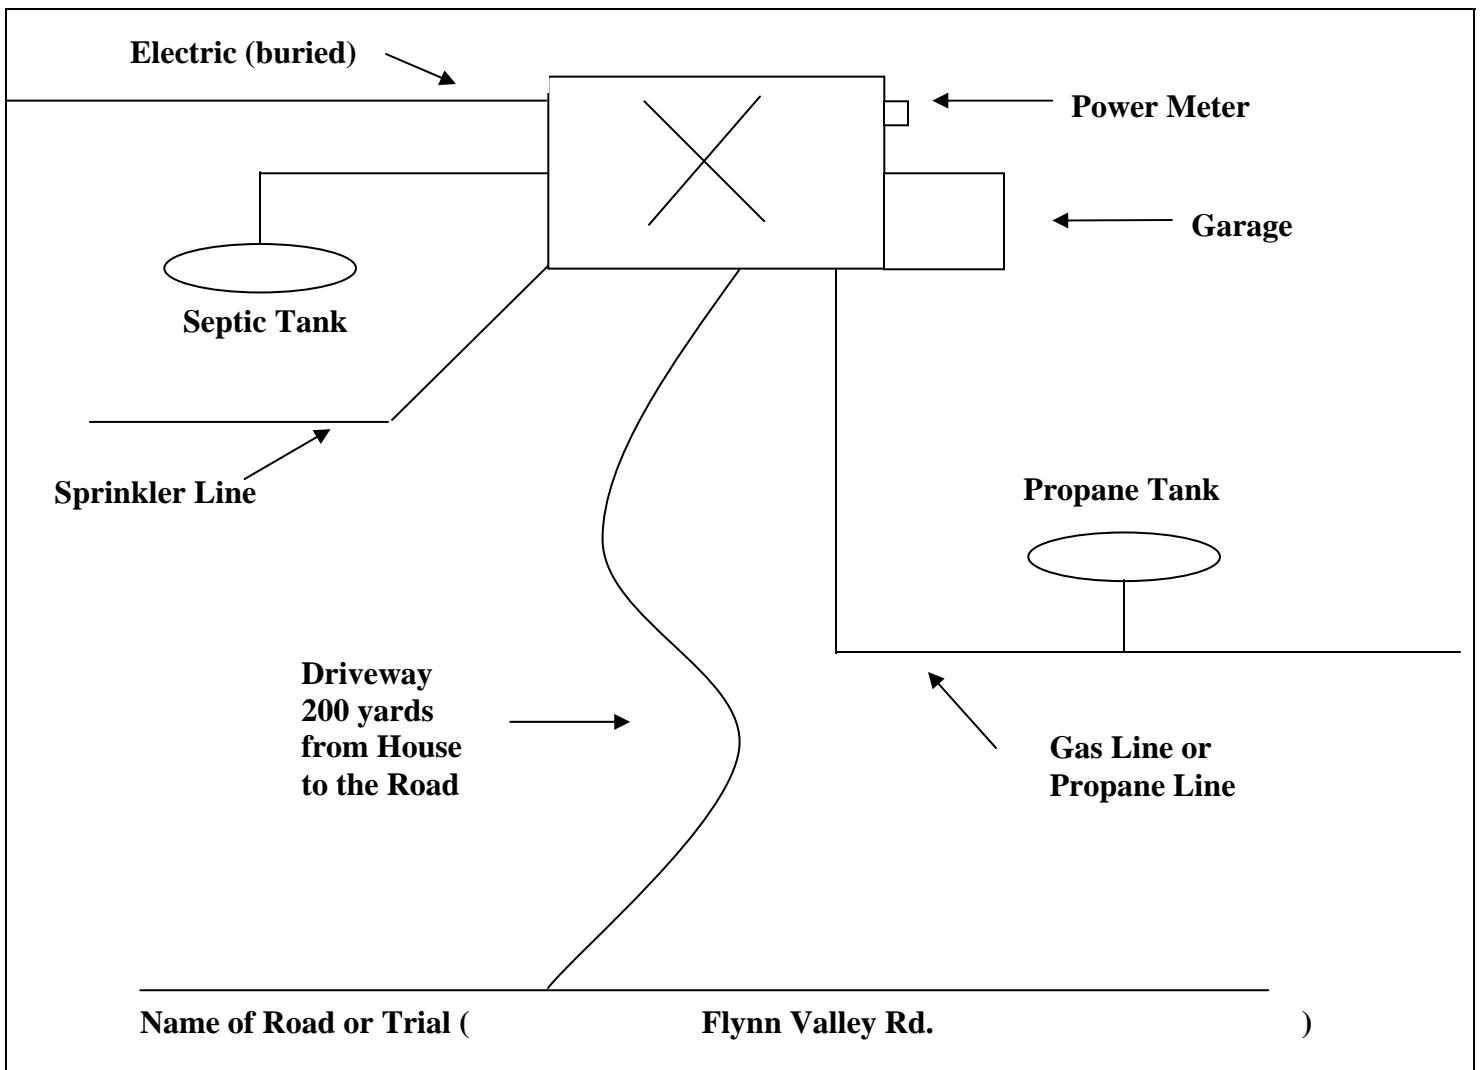 Electric (buried)
Power Meter
Garage
Septic Tank
Sprinkler Line
Propane Tank
Driveway
200 yards
from House
to the Road
Gas Line or
Propane Line
Name of Road or Trial ( Flynn Valley Rd. )